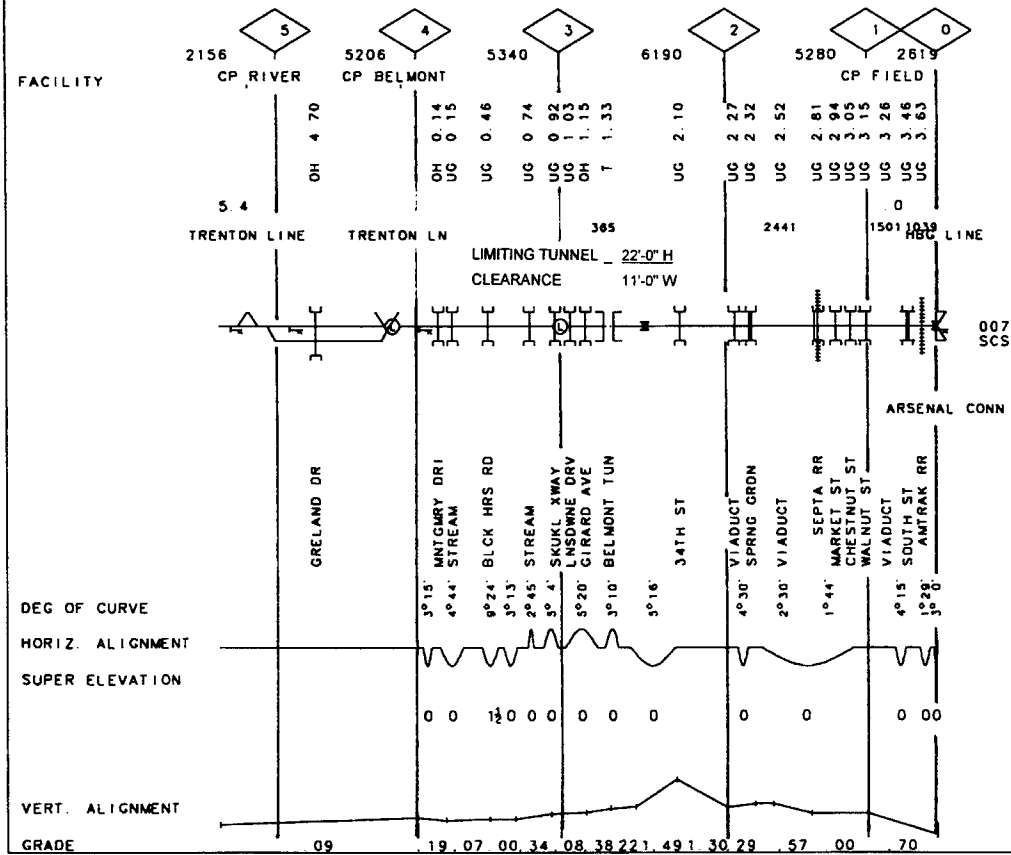 5 4 3 2 1 0
2156 5206 5340 6190 5280 2619
FACILITY CP RIVER CP BELMONT CP FIELD
OH 4 70
OH 0.14
UG 0.15
UG 0.46
UG 0 74
UG 0 92
UG 1 03
OH 1.15
T 1.33
UG 2.10
UG 2 27
UG 2 32
UG 2.52
UG 2.81
UG 2 94
UG 3.05
UG 3 15
UG 3 26
UG 3.46
UG 3.63
5.4 .0
365 2441 1501 1039
TRENTON LINE TRENTON LN HBG LINE
LIMITING TUNNEL 22'-0" H
CLEARANCE 11'-0" W
L L
007
SCS
ARSENAL CONN
GRELAND DR
MNTGMRY DRI
STREAM
BLCK HRS RD
STREAM
SKUKL XWAY
LNSDWNE DRV
GIRARD AVE
BELMONT TUN
34TH ST
VIADUCT
SPRNG GRDN
VIADUCT
SEPTA RR
MARKET ST
CHESTNUT ST
WALNUT ST
VIADUCT
SOUTH ST
AMTRAK RR
DEG OF CURVE 3°15' 4°44' 9°24' 3°13' 2°45' 5° 4' 5°20' 3°10' 5°16' 4°30' 2°30' 1°44' 4°15' 1°29' 3° 0'
HORIZ. ALIGNMENT
SUPER ELEVATION
0 0 1½ 0 0 0 0 0 0 0 0 0 0 0
VERT. ALIGNMENT
GRADE 09 .19 .07 .00 .34 .08 .38 .22 1.49 1.30 .29 .57 00 .70